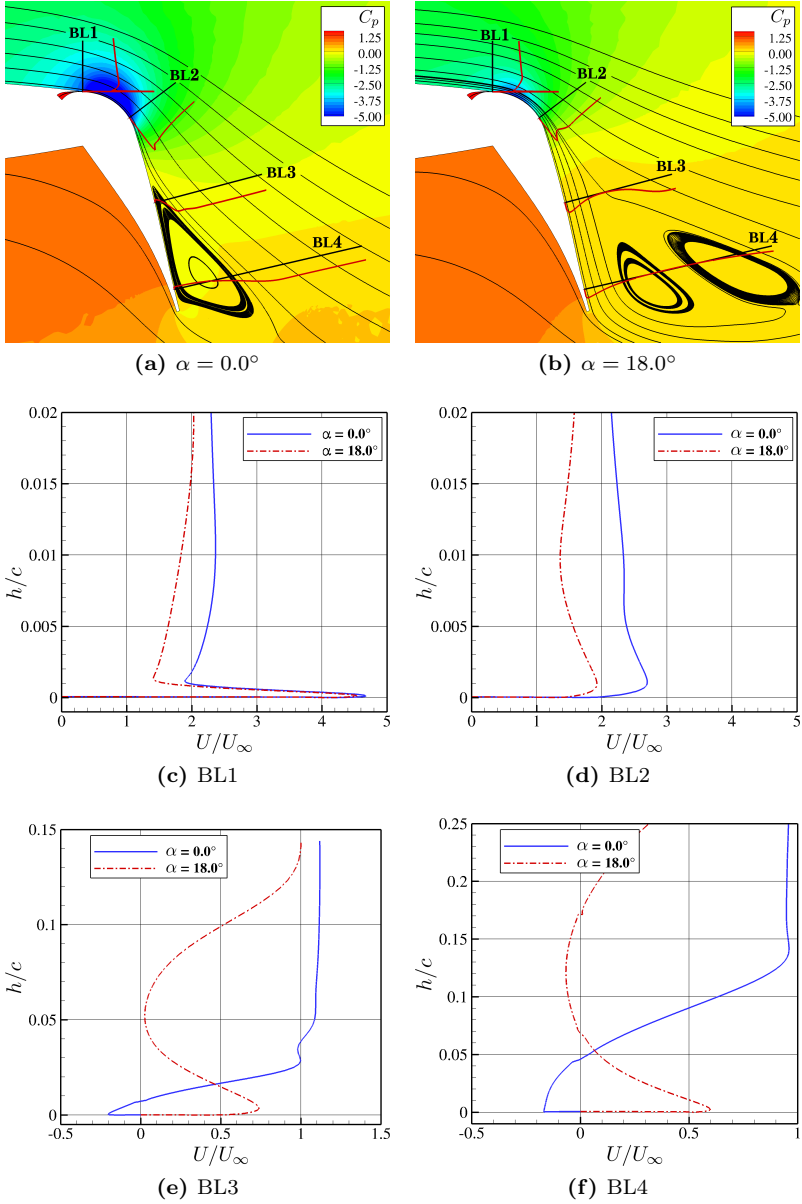 C_p
1.25
0.00
-1.25
-2.50
-3.75
-5.00
BL1
BL2
BL3
BL4
(a) α = 0.0°
C_p
1.25
0.00
-1.25
-2.50
-3.75
-5.00
BL1
BL2
BL3
BL4
(b) α = 18.0°
α = 0.0°
α = 18.0°
h/c
0.02
0.015
0.01
0.005
0
0 1 2 3 4 5
U/U∞
(c) BL1
α = 0.0°
α = 18.0°
h/c
0.02
0.015
0.01
0.005
0
0 1 2 3 4 5
U/U∞
(d) BL2
α = 0.0°
α = 18.0°
h/c
0.15
0.1
0.05
0
-0.5 0 0.5 1 1.5
U/U∞
(e) BL3
α = 0.0°
α = 18.0°
h/c
0.25
0.2
0.15
0.1
0.05
0
-0.5 0 0.5 1
U/U∞
(f) BL4